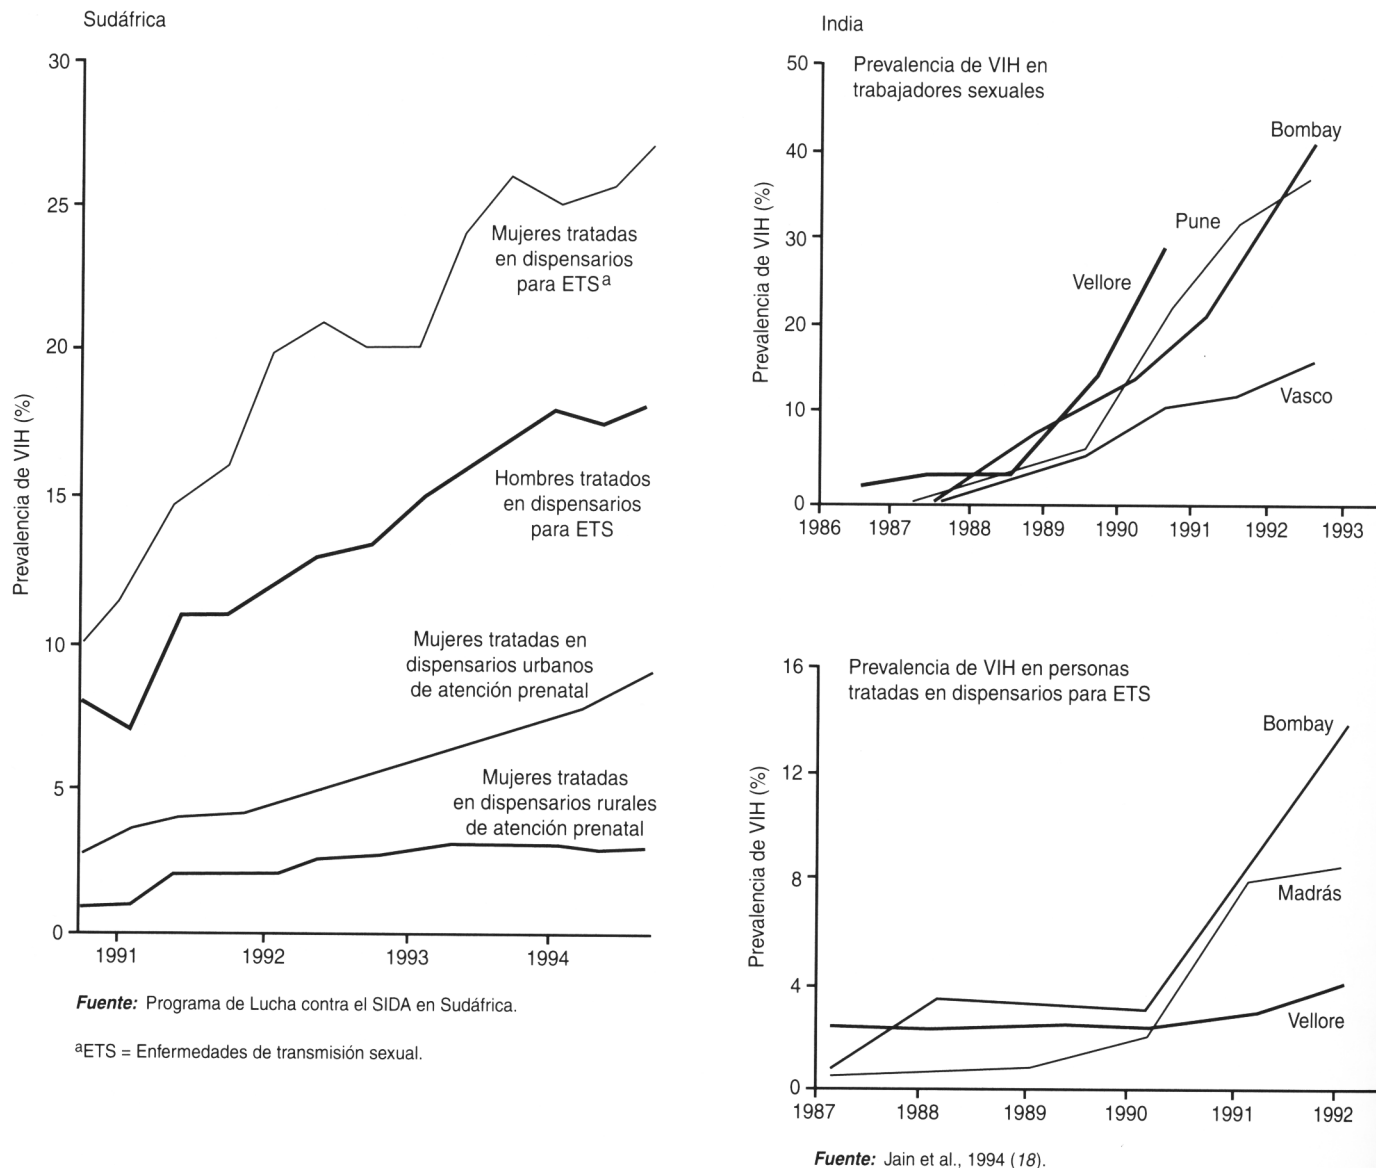 Sudáfrica
30
25
20
15
10
5
0
Prevalencia de VIH (%)
Mujeres tratadas
en dispensarios
para ETSᵃ
Hombres tratados
en dispensarios
para ETS
Mujeres tratadas en
dispensarios urbanos
de atención prenatal
Mujeres tratadas
en dispensarios rurales
de atención prenatal
1991 1992 1993 1994
Fuente: Programa de Lucha contra el SIDA en Sudáfrica.
ᵃETS = Enfermedades de transmisión sexual.
India
Prevalencia de VIH en
trabajadores sexuales
50
40
30
20
10
0
Prevalencia de VIH (%)
Bombay
Pune
Vellore
Vasco
1986 1987 1988 1989 1990 1991 1992 1993
Prevalencia de VIH en personas
tratadas en dispensarios para ETS
16
12
8
4
0
Prevalencia de VIH (%)
Bombay
Madrás
Vellore
1987 1988 1989 1990 1991 1992
Fuente: Jain et al., 1994 (18).